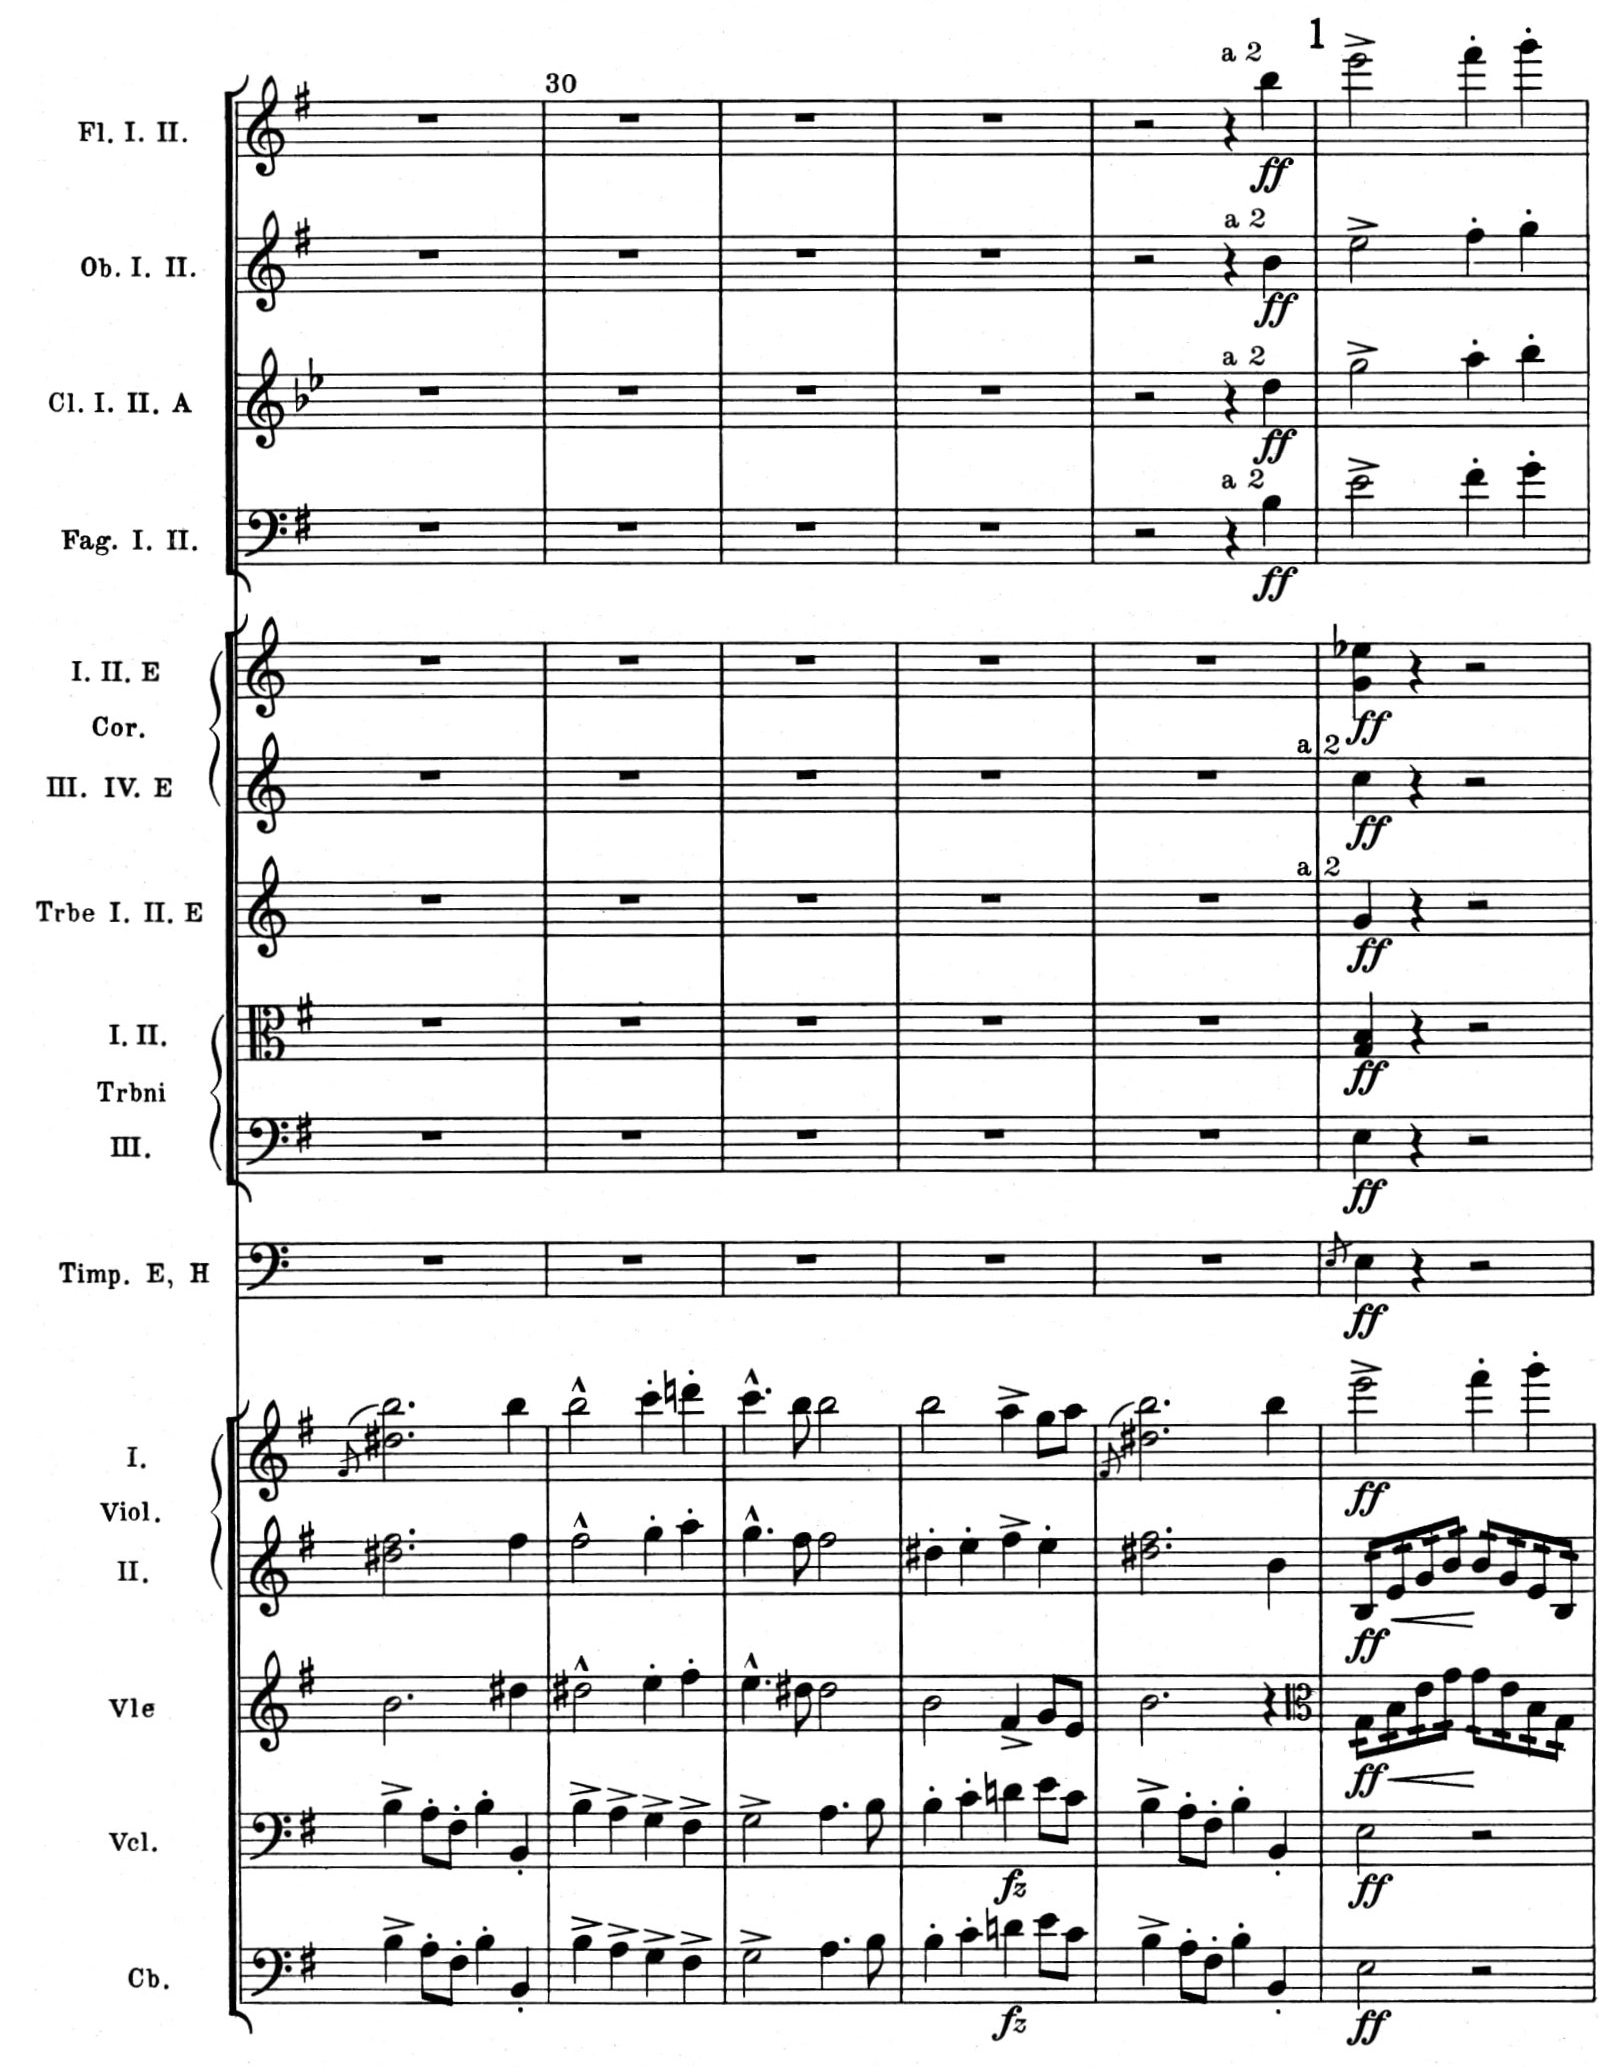 1
a 2
30
Fl. I. II.
ff
a 2
Ob. I. II.
ff
a 2
Cl. I. II. A
ff
a 2
Fag. I. II.
ff
I. II. E
Cor.
ff
a 2
III. IV. E
ff
a 2
Trbe I. II. E
ff
I. II.
ff
Trbni
III.
ff
Timp. E, H
ff
I.
ff
Viol.
II.
ff
Vle
ff
Vcl.
fz
ff
Cb.
fz
ff